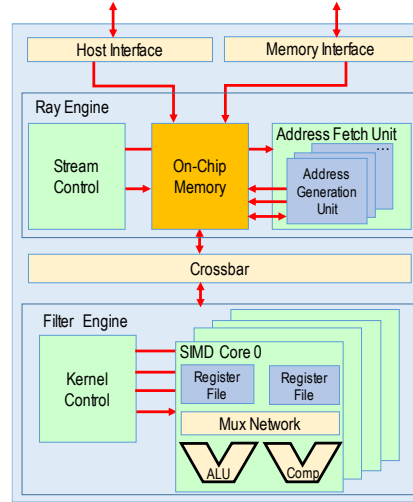 Host Interface
Memory Interface
Ray Engine
Stream
Control
On-Chip
Memory
Address Fetch Unit
...
Address
Generation
Unit
Crossbar
Filter Engine
Kernel
Control
SIMD Core 0
Register
File
Register
File
Mux Network
ALU
Comp